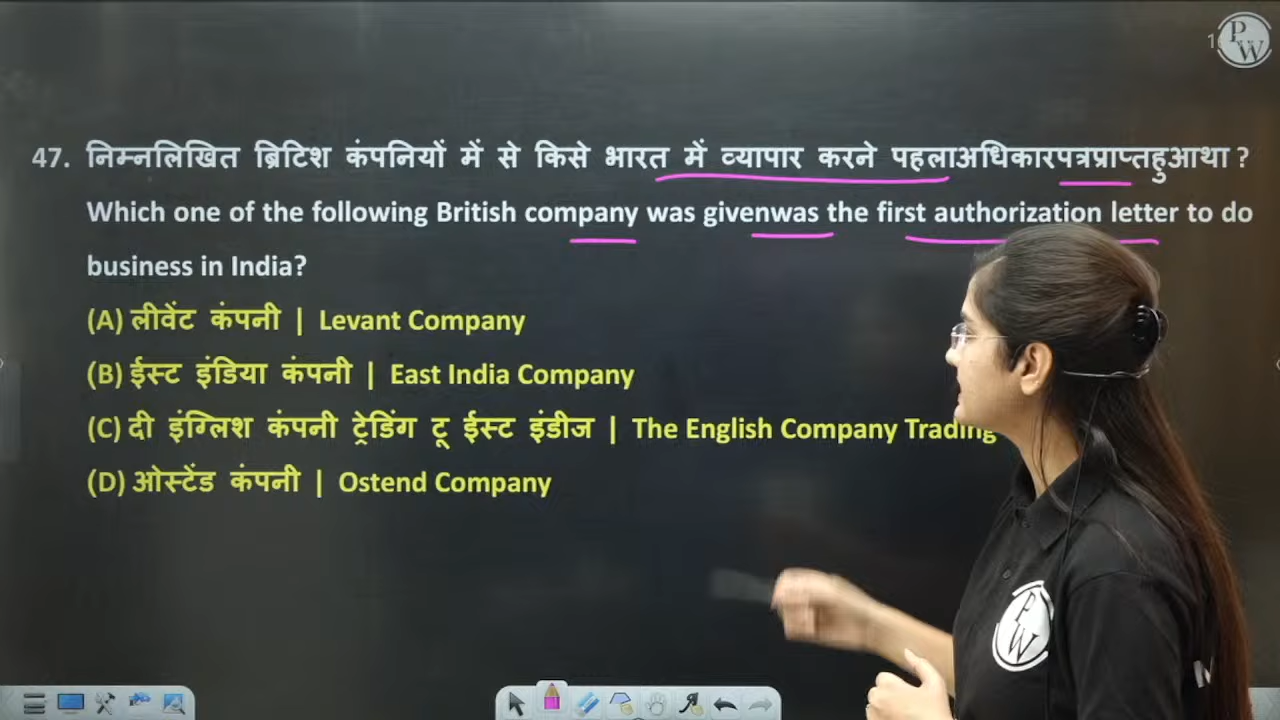 PW
47. निम्नलिखित ब्रिटिश कंपनियों में से किसे भारत में व्यापार करने पहलाअधिकारपत्रप्राप्तहुआथा ?
Which one of the following British company was givenwas the first authorization letter to do
business in India?
(A) लीवेंट कंपनी | Levant Company
(B) ईस्ट इंडिया कंपनी | East India Company
(C) दी इंग्लिश कंपनी ट्रेडिंग टू ईस्ट इंडीज | The English Company Trading
(D) ओस्टेंड कंपनी | Ostend Company
PW